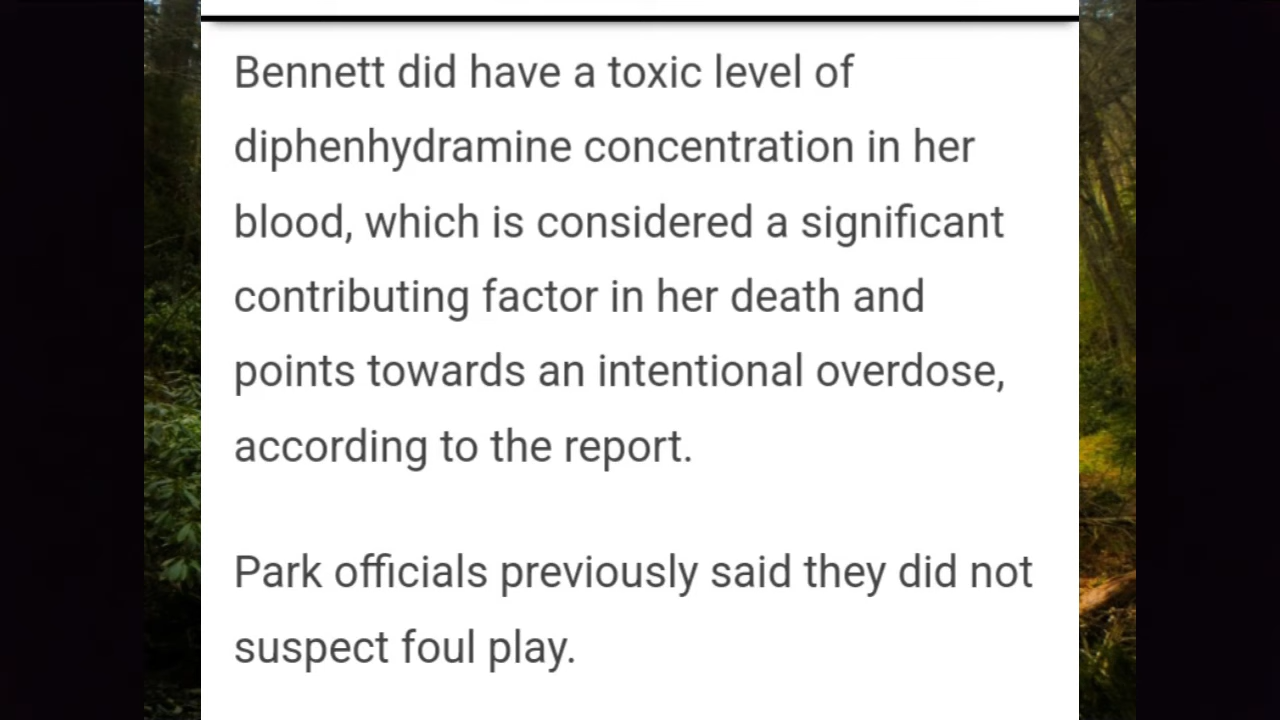 Bennett did have a toxic level of
diphenhydramine concentration in her
blood, which is considered a significant
contributing factor in her death and
points towards an intentional overdose,
according to the report.
Park officials previously said they did not
suspect foul play.